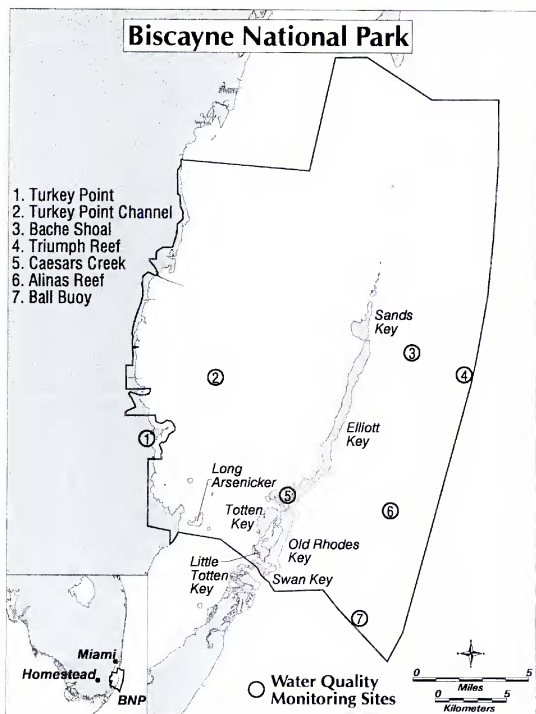 Biscayne National Park
1. Turkey Point
2. Turkey Point Channel
3. Bache Shoal
4. Triumph Reef
5. Caesars Creek
6. Alinas Reef
7. Ball Buoy
Sands
Key
3
4
2
Elliott
Key
1
Long
Arsenicker
5
6
Totten
Key
Old Rhodes
Key
Little
Totten
Key
Swan Key
7
Miami
Homestead
BNP
Water Quality
Monitoring Sites
0 5
Miles
0 5
Kilometers